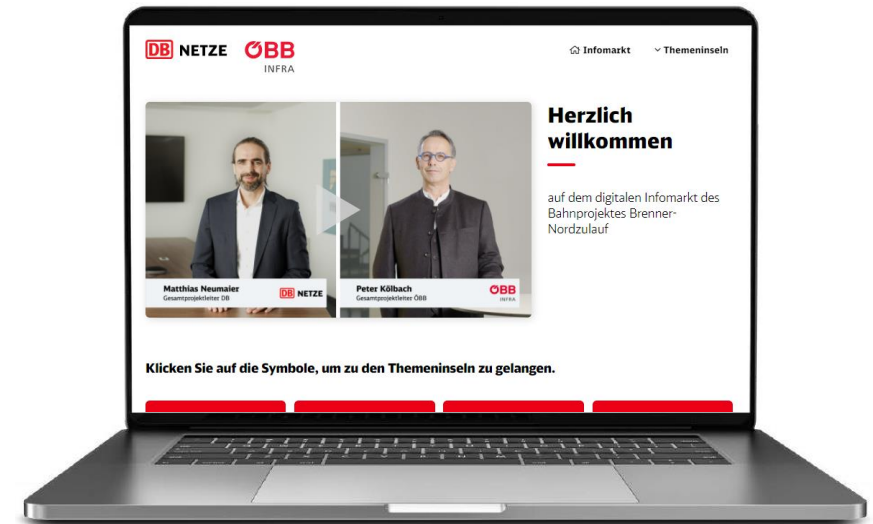 DB NETZE ÖBB
INFRA
Infomarkt Themeninseln
Herzlich
willkommen
auf dem digitalen Infomarkt des
Bahnprojektes Brenner-
Nordzulauf
Matthias Neumaier
Gesamtprojektleiter DB
DB NETZE
Peter Kölbach
Gesamtprojektleiter ÖBB
ÖBB
INFRA
Klicken Sie auf die Symbole, um zu den Themeninseln zu gelangen.